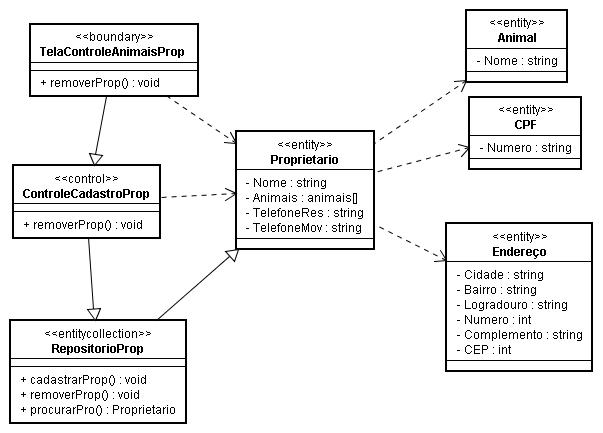 <<boundary>>
TelaControleAnimaisProp
+ removerProp() : void
<<control>>
ControleCadastroProp
+ removerProp() : void
<<entitycollection>>
RepositorioProp
+ cadastrarProp() : void
+ removerProp() : void
+ procurarPro() : Proprietario
<<entity>>
Proprietario
- Nome : string
- Animais : animais[]
- TelefoneRes : string
- TelefoneMov : string
<<entity>>
Animal
- Nome : string
<<entity>>
CPF
- Numero : string
<<entity>>
Endereço
- Cidade : string
- Bairro : string
- Logradouro : string
- Numero : int
- Complemento : string
- CEP : int